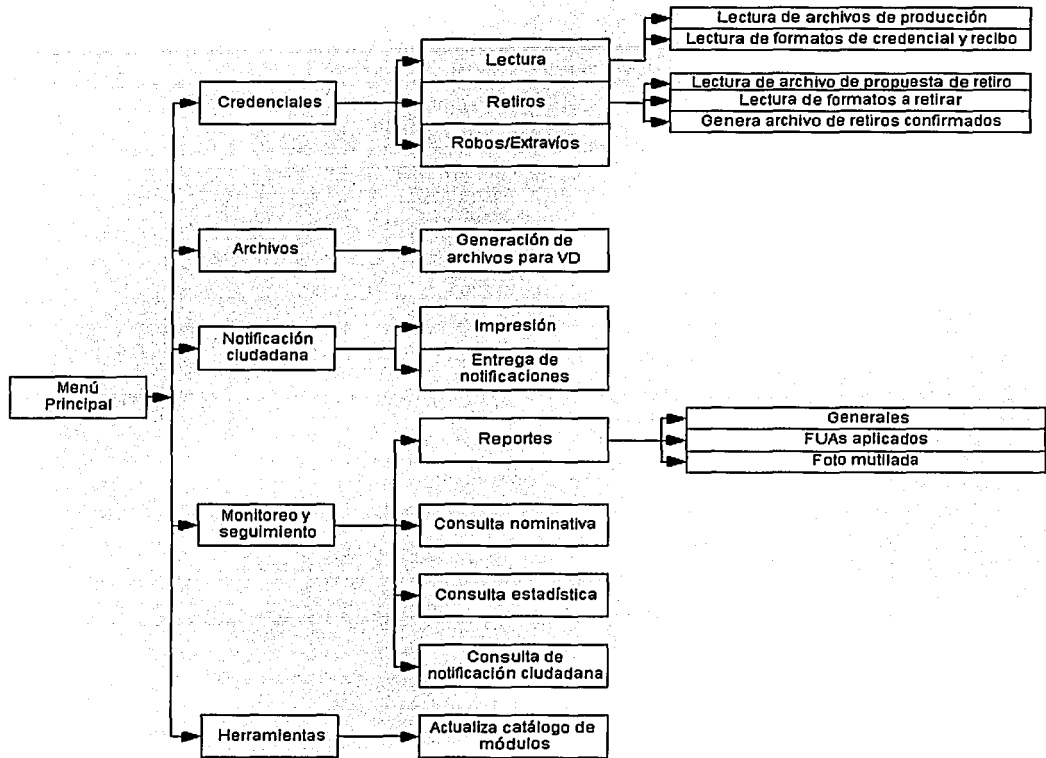 Lectura de archivos de producción
Lectura de formatos de credencial y recibo
Lectura
Credenciales
Retiros
Lectura de archivo de propuesta de retiro
Lectura de formatos a retirar
Genera archivo de retiros confirmados
Robos/Extravíos
Archivos
Generación de
archivos para VD
Notificación
ciudadana
Impresión
Entrega de
notificaciones
Menú
Principal
Reportes
Generales
FUAs aplicados
Foto mutilada
Monitoreo y
seguimiento
Consulta nominativa
Consulta estadística
Consulta de
notificación ciudadana
Herramientas
Actualiza catálogo de
módulos